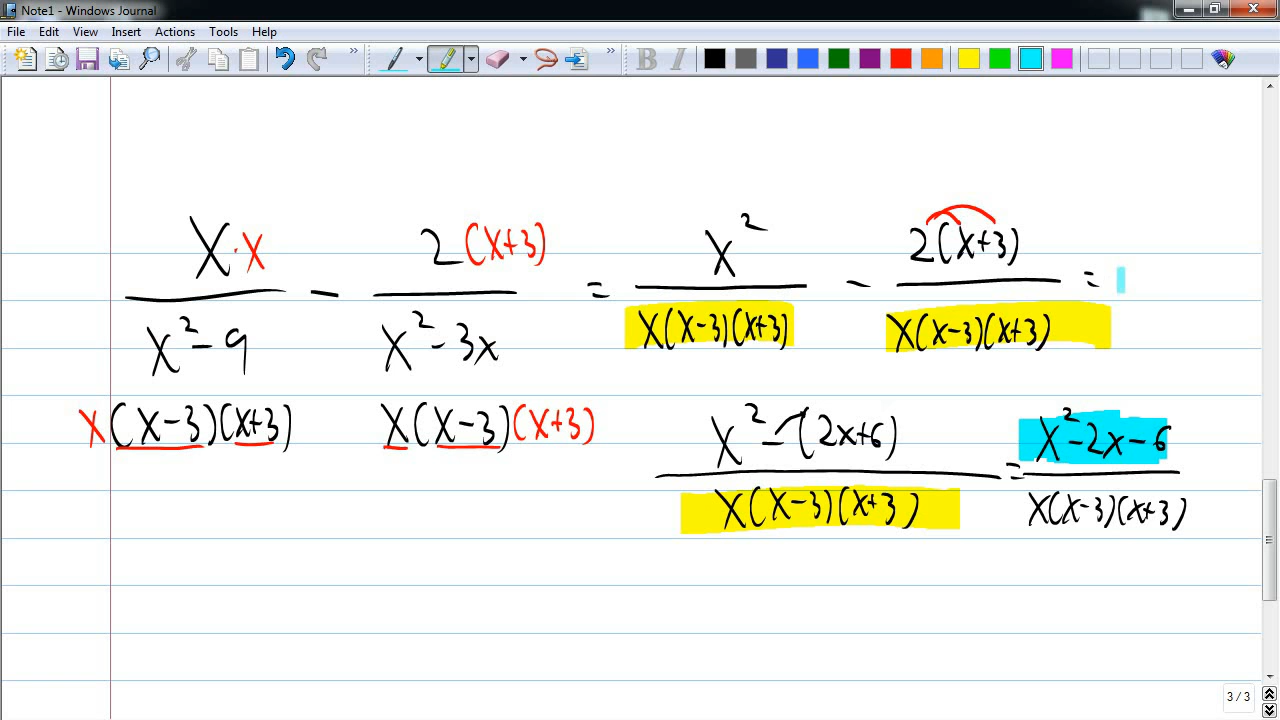 Note1 - Windows Journal
File Edit View Insert Actions Tools Help
B I
X·x / x²-9 - 2(x+3) / x²-3x = x² / x(x-3)(x+3) - 2(x+3) / x(x-3)(x+3) =
x(x-3)(x+3) x(x-3)(x+3)
x²-(2x+6) / x(x-3)(x+3) = x²-2x-6 / x(x-3)(x+3)
3 / 3